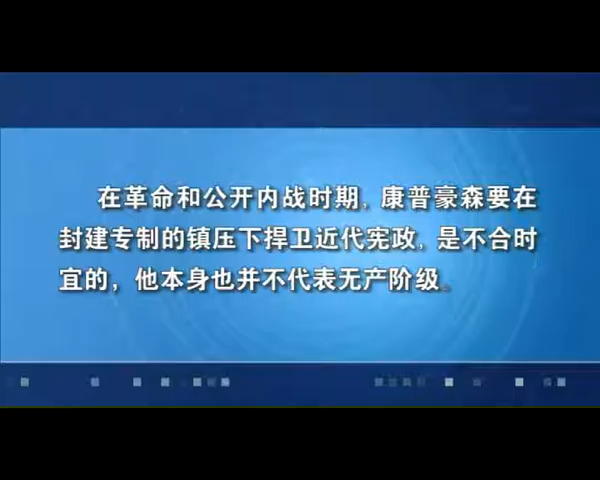 在革命和公开内战时期，康普豪森要在
封建专制的镇压下捍卫近代宪政，是不合时
宜的，他本身也并不代表无产阶级。